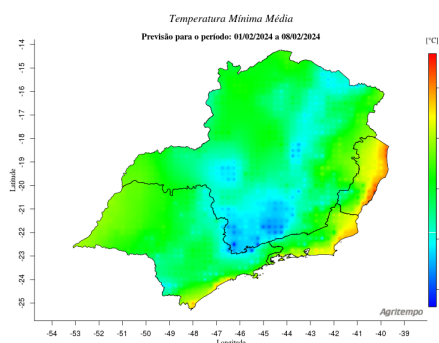 Temperatura Mínima Média
Previsão para o período: 01/02/2024 a 08/02/2024
[°C]
-14
-15
-16
-17
-18
-19
-20
-21
-22
-23
-24
-25
Latitude
Agritempo
-54 -53 -52 -51 -50 -49 -48 -47 -46 -45 -44 -43 -42 -41 -40 -39
Longitude